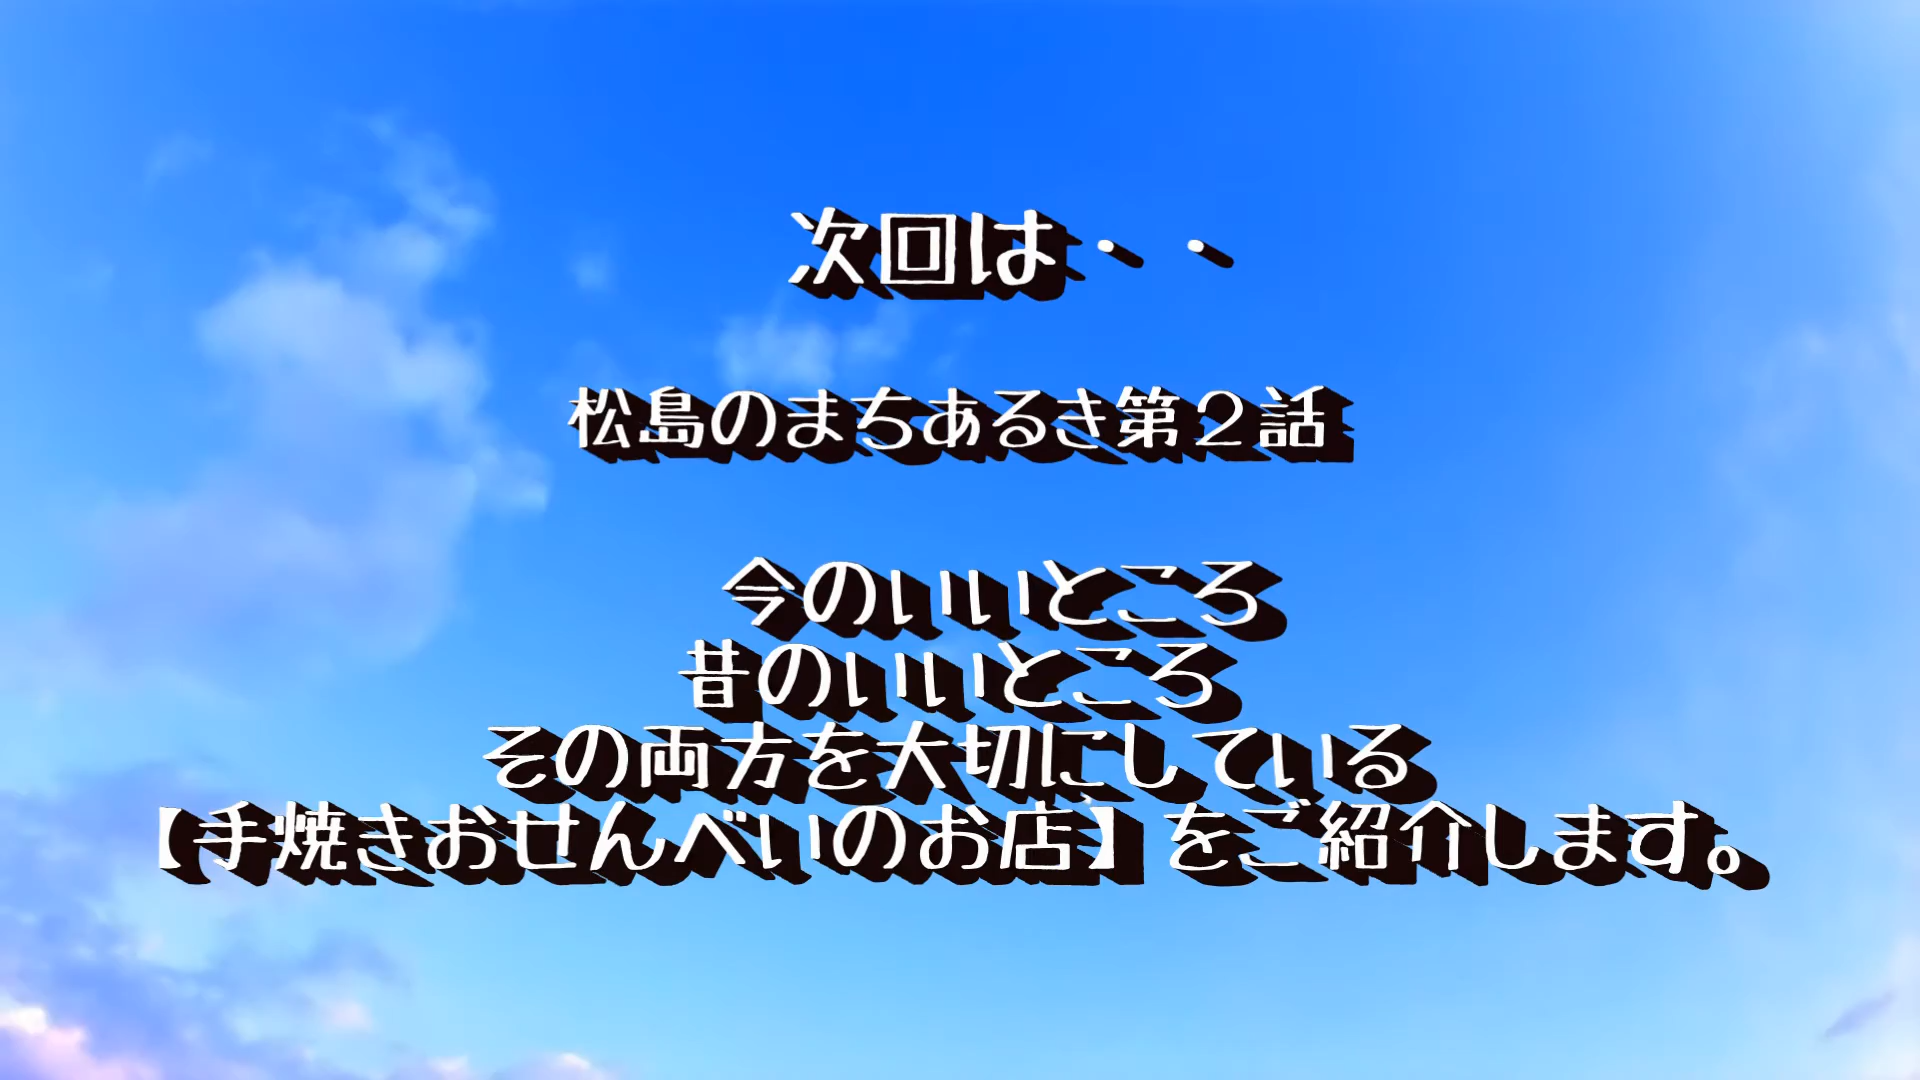 次回は・・
松島のまちあるき第２話
今のいいところ
昔のいいところ
その両方を大切にしている
【手焼きおせんべいのお店】をご紹介します。